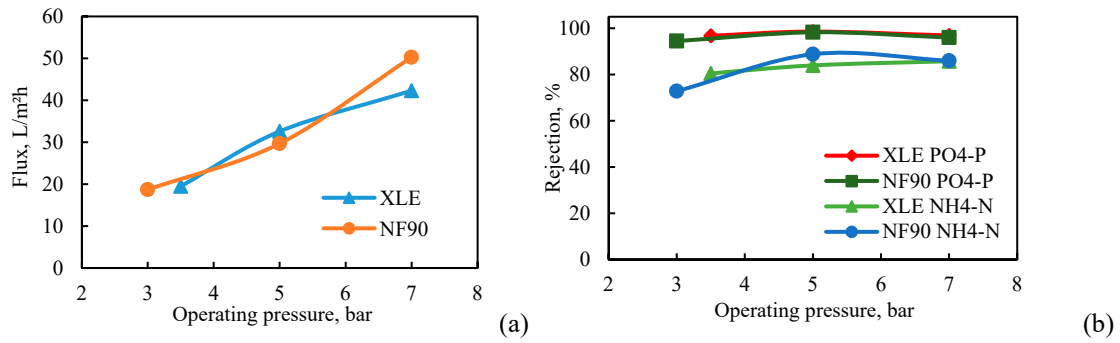 60
50
40
30
20
10
0
Flux, L/m²h
XLE
NF90
2 3 4 5 6 7 8
Operating pressure, bar
(a)
100
80
60
40
20
0
Rejection, %
XLE PO4-P
NF90 PO4-P
XLE NH4-N
NF90 NH4-N
2 3 4 5 6 7 8
Operating pressure, bar
(b)